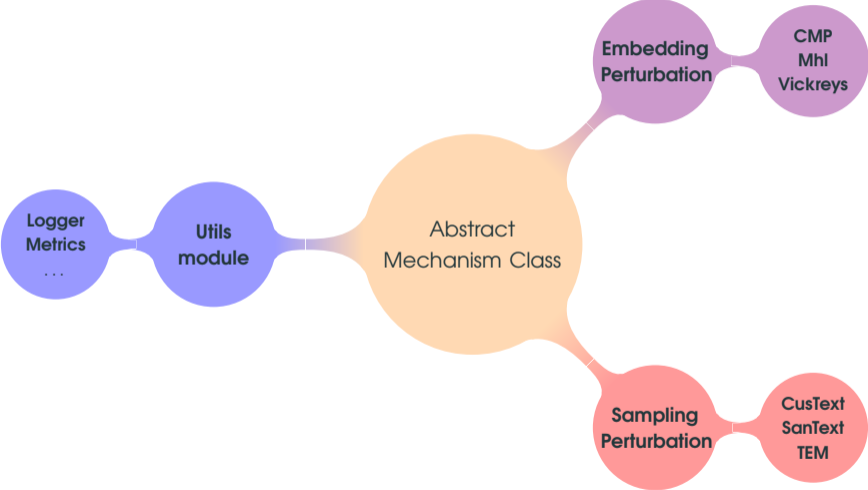 Embedding
Perturbation
CMP
Mhl
Vickreys
Logger
Metrics
...
Utils
module
Abstract
Mechanism Class
Sampling
Perturbation
CusText
SanText
TEM